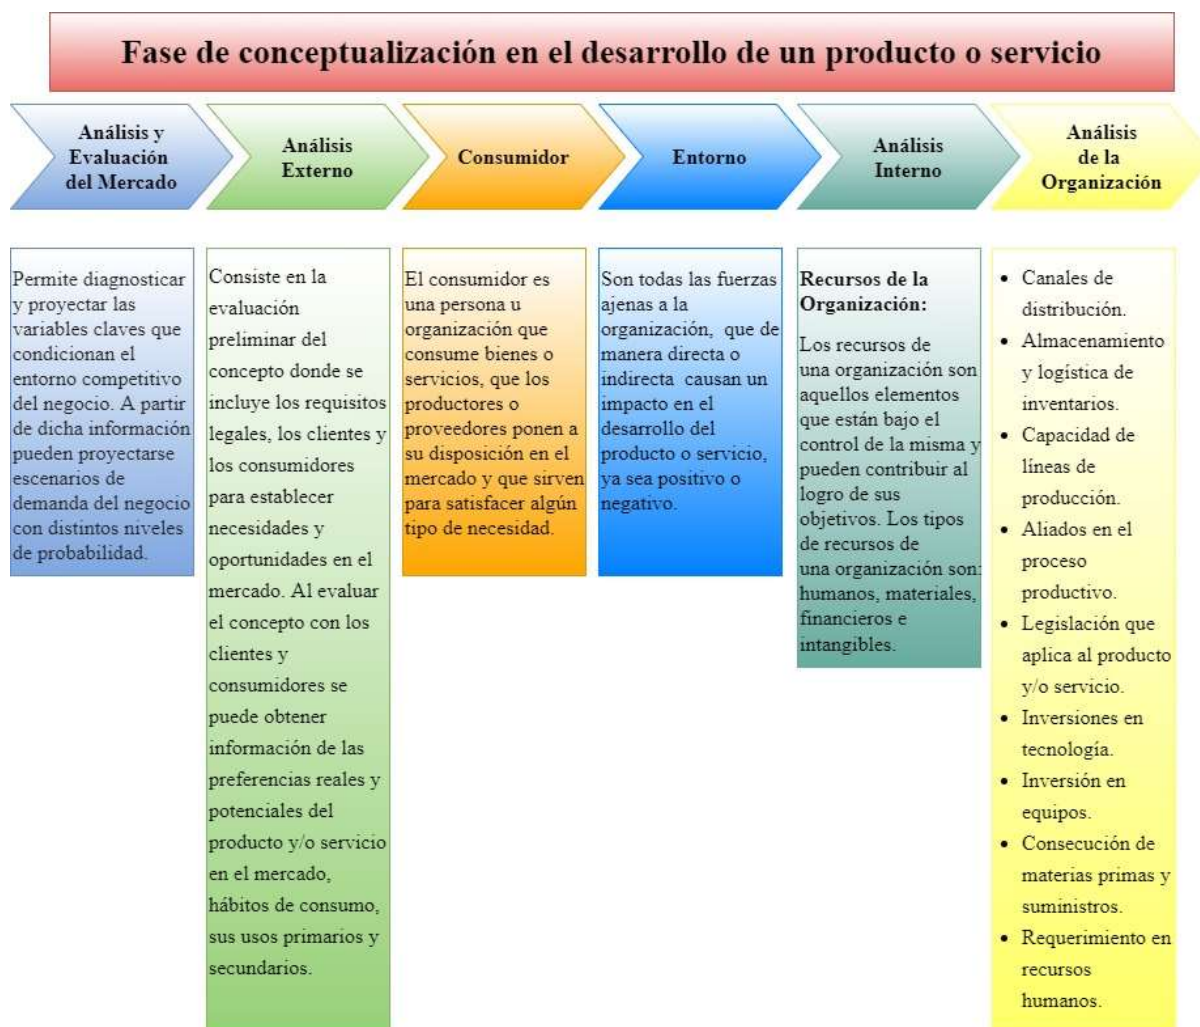 Fase de conceptualización en el desarrollo de un producto o servicio
Análisis y
Evaluación
del Mercado
Análisis
Externo
Consumidor
Entorno
Análisis
Interno
Análisis
de la
Organización
Permite diagnosticar
y proyectar las
variables claves que
condicionan el
entorno competitivo
del negocio. A partir
de dicha información
pueden proyectarse
escenarios de
demanda del negocio
con distintos niveles
de probabilidad.
Consiste en la
evaluación
preliminar del
concepto donde se
incluye los requisitos
legales, los clientes y
los consumidores
para establecer
necesidades y
oportunidades en el
mercado. Al evaluar
el concepto con los
clientes y
consumidores se
puede obtener
información de las
preferencias reales y
potenciales del
producto y/o servicio
en el mercado,
hábitos de consumo,
sus usos primarios y
secundarios.
El consumidor es
una persona u
organización que
consume bienes o
servicios, que los
productores o
proveedores ponen a
su disposición en el
mercado y que sirven
para satisfacer algún
tipo de necesidad.
Son todas las fuerzas
ajenas a la
organización, que de
manera directa o
indirecta causan un
impacto en el
desarrollo del
producto o servicio,
ya sea positivo o
negativo.
Recursos de la
Organización:
Los recursos de
una organización son
aquellos elementos
que están bajo el
control de la misma y
pueden contribuir al
logro de sus
objetivos. Los tipos
de recursos de
una organización son:
humanos, materiales,
financieros e
intangibles.
• Canales de
distribución.
• Almacenamiento
y logística de
inventarios.
• Capacidad de
líneas de
producción.
• Aliados en el
proceso
productivo.
• Legislación que
aplica al producto
y/o servicio.
• Inversiones en
tecnología.
• Inversión en
equipos.
• Consecución de
materias primas y
suministros.
• Requerimiento en
recursos
humanos.